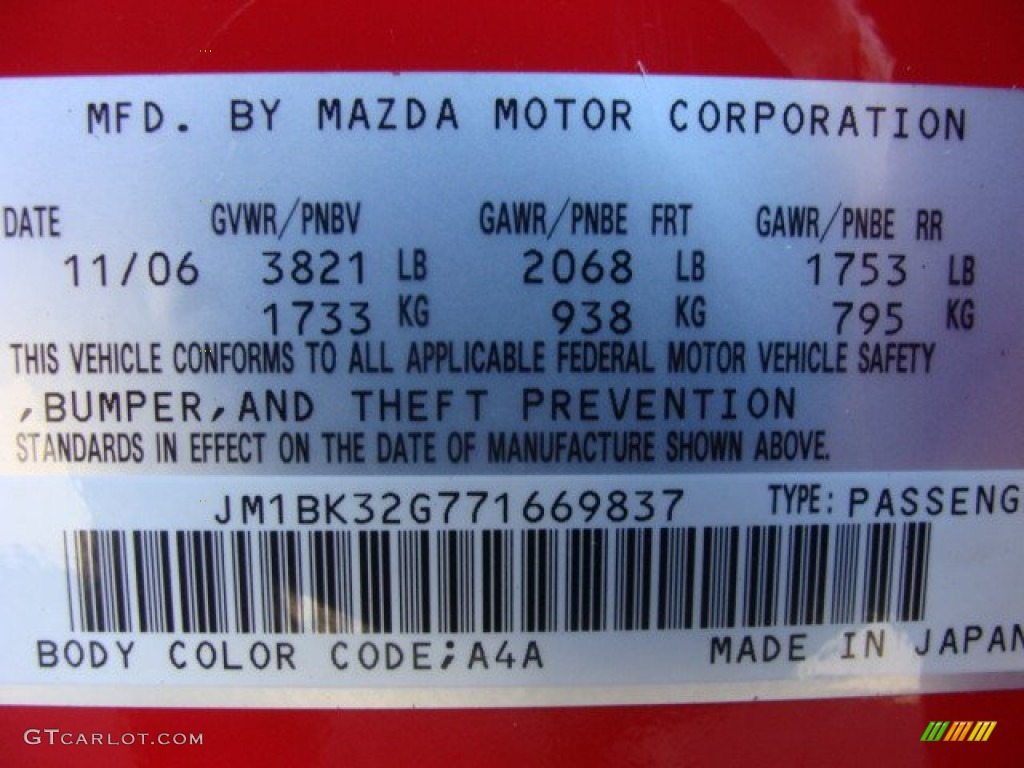 MFD. BY MAZDA MOTOR CORPORATION
DATE GVWR/PNBV GAWR/PNBE FRT GAWR/PNBE RR
11/06 3821 LB 2068 LB 1753 LB
1733 KG 938 KG 795 KG
THIS VEHICLE CONFORMS TO ALL APPLICABLE FEDERAL MOTOR VEHICLE SAFETY
,BUMPER,AND THEFT PREVENTION
STANDARDS IN EFFECT ON THE DATE OF MANUFACTURE SHOWN ABOVE.
JM1BK32G771669837 TYPE: PASSENG
BODY COLOR CODE;A4A MADE IN JAPAN
GTCARLOT.COM